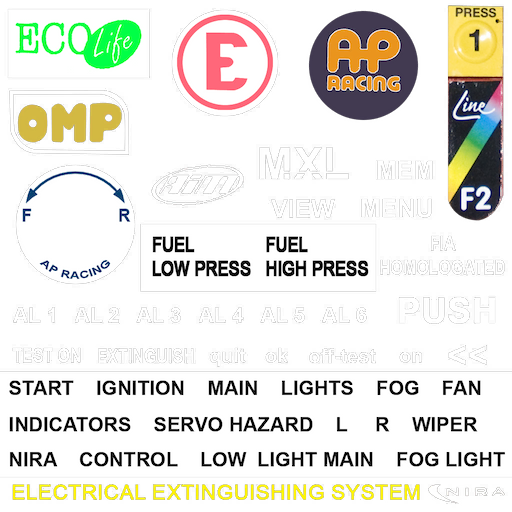 ECO Life
E
AP
RACING
PRESS.
1
Line
F2
OMP
F R
AP RACING
AiM
MXL
VIEW
MEM
MENU
FUEL
LOW PRESS
FUEL
HIGH PRESS
FIA
HOMOLOGATED
AL 1 AL 2 AL 3 AL 4 AL 5 AL 6
PUSH
TEST ON EXTINGUISH quit ok off-test on <<
START IGNITION MAIN LIGHTS FOG FAN
INDICATORS SERVO HAZARD L R WIPER
NIRA CONTROL LOW LIGHT MAIN FOG LIGHT
ELECTRICAL EXTINGUISHING SYSTEM NIRA